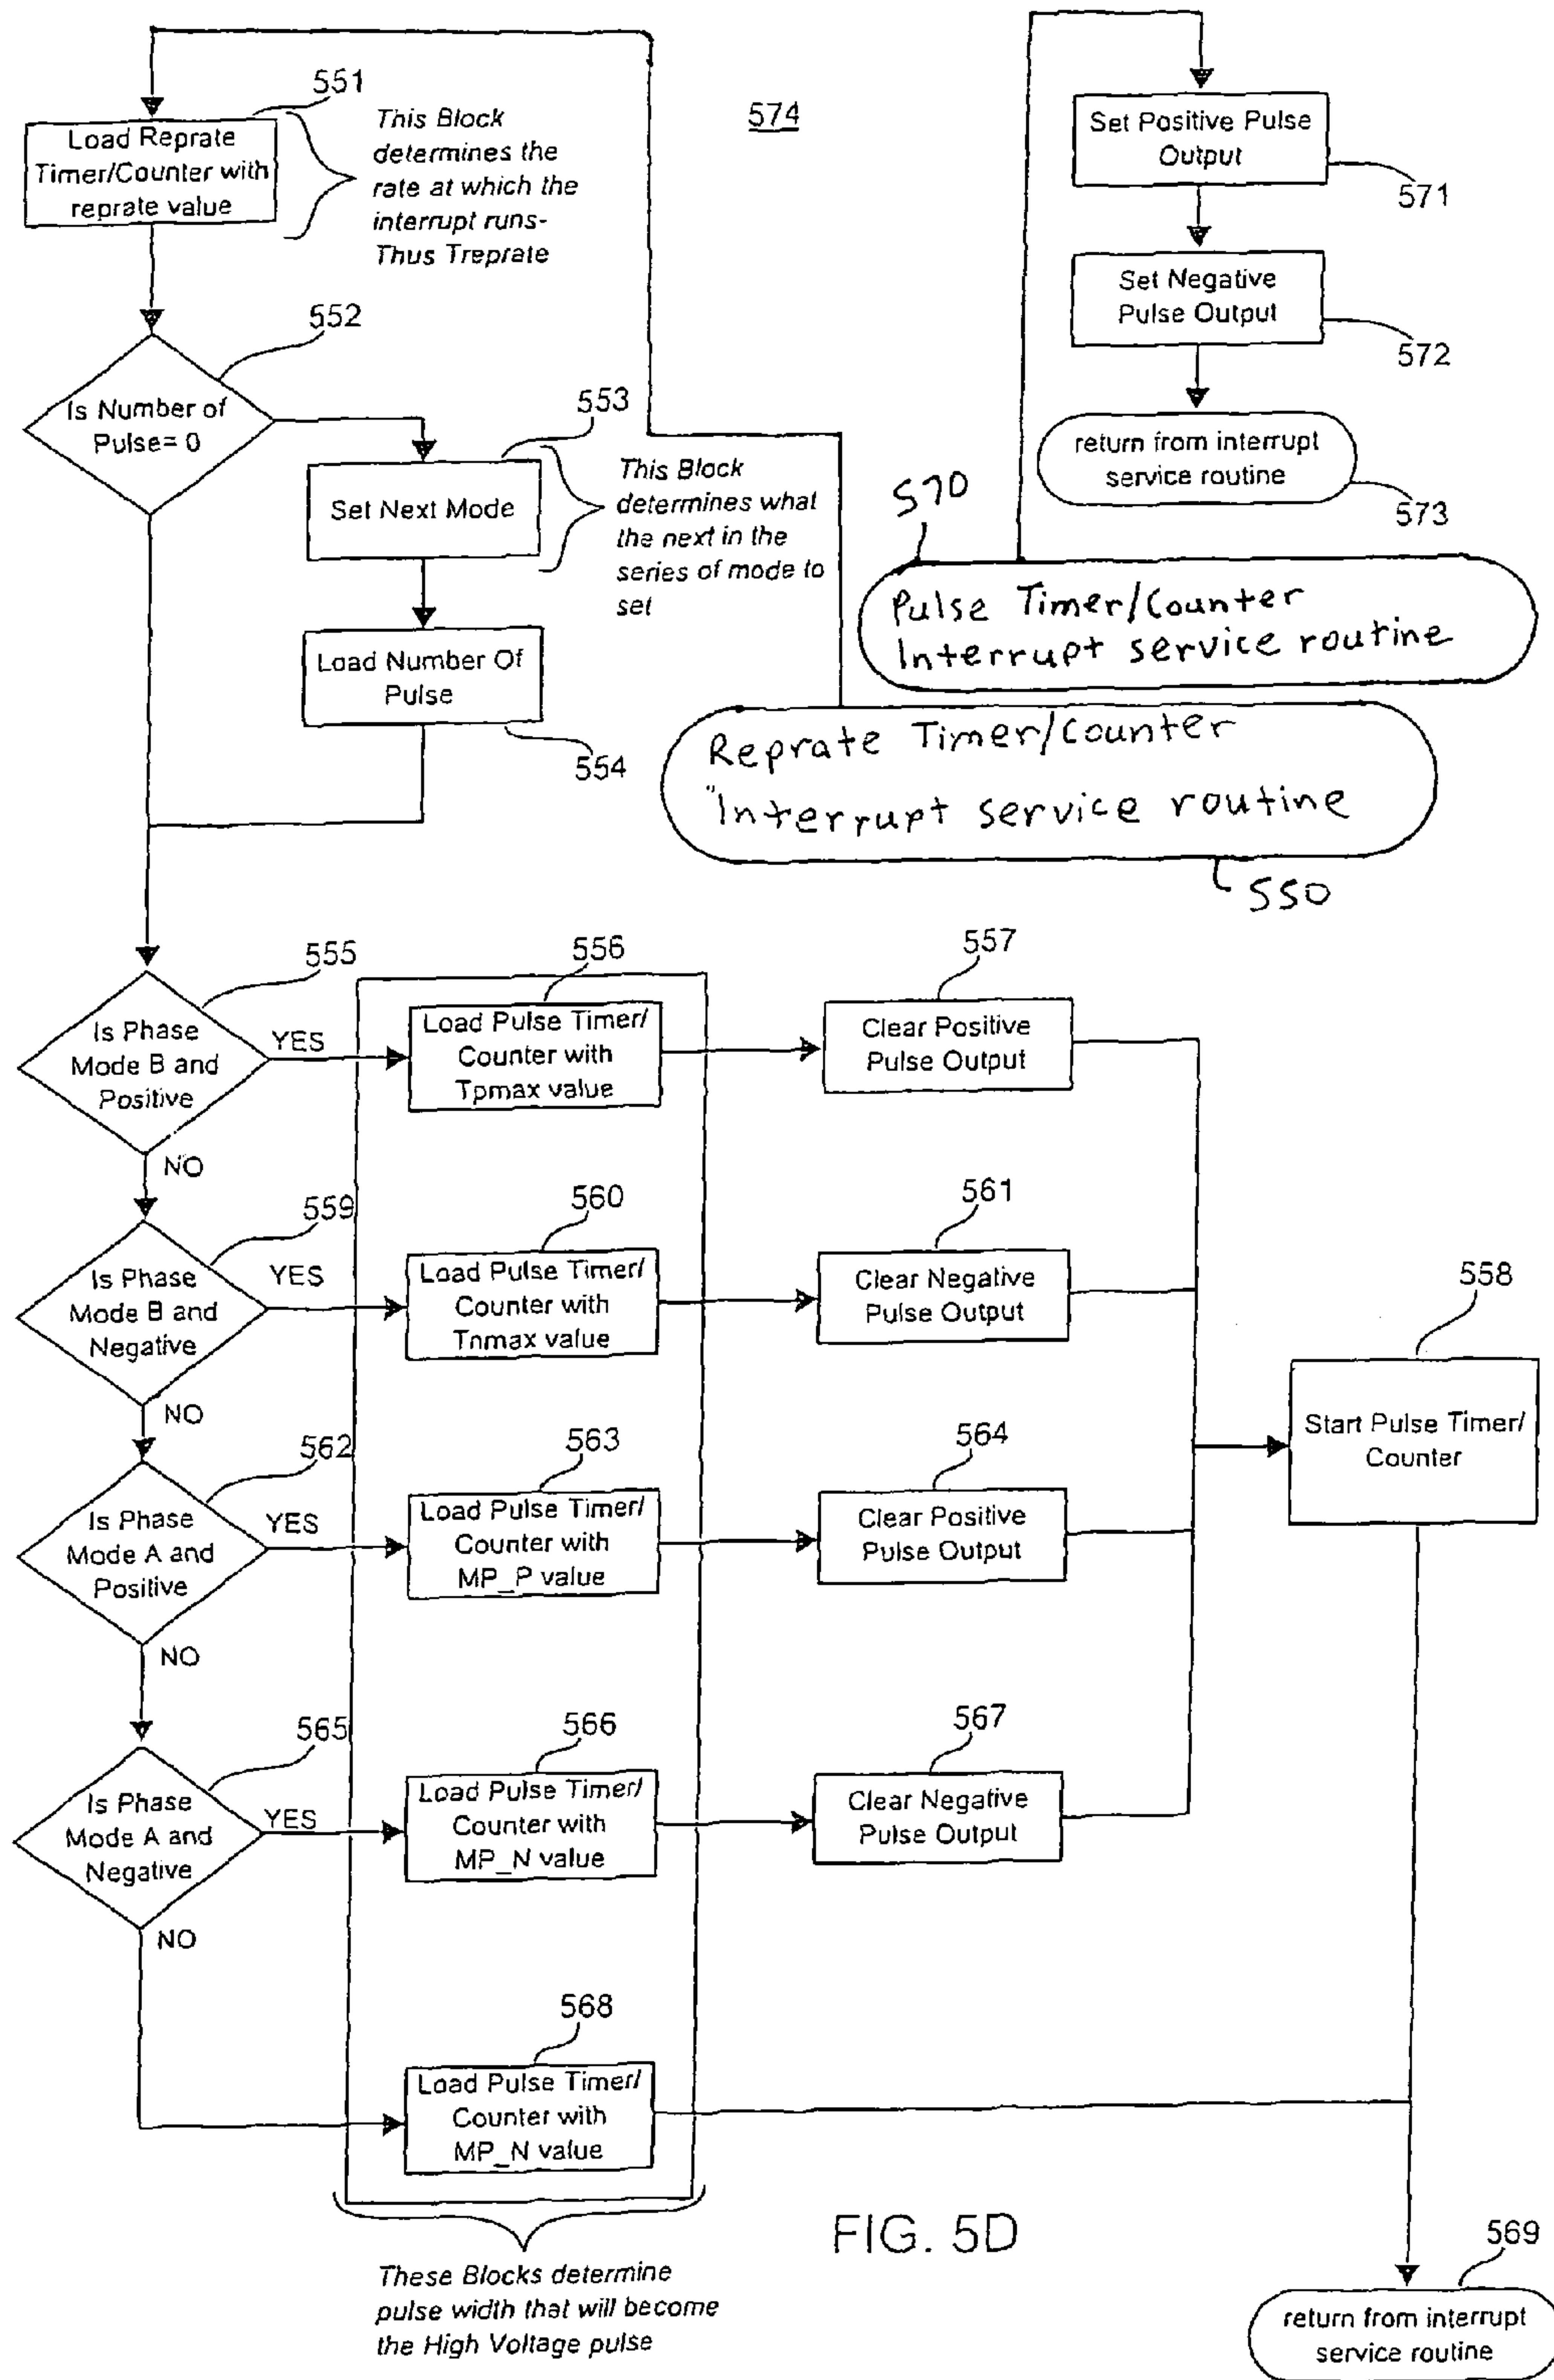 551
Load Reprate
Timer/Counter with
reprate value
This Block
determines the
rate at which the
interrupt runs-
Thus Treprate
574
Set Positive Pulse
Output
571
Set Negative
Pulse Output
572
return from interrupt
service routine
573
552
Is Number of
Pulse= 0
553
Set Next Mode
This Block
determines what
the next in the
series of mode to
set
Load Number Of
Pulse
554
570
Pulse Timer/Counter
Interrupt service routine
Reprate Timer/Counter
Interrupt service routine
550
555
Is Phase
Mode B and
Positive
YES
NO
556
Load Pulse Timer/
Counter with
Tpmax value
557
Clear Positive
Pulse Output
559
Is Phase
Mode B and
Negative
YES
NO
560
Load Pulse Timer/
Counter with
Tnmax value
561
Clear Negative
Pulse Output
558
Start Pulse Timer/
Counter
562
Is Phase
Mode A and
Positive
YES
NO
563
Load Pulse Timer/
Counter with
MP_P value
564
Clear Positive
Pulse Output
565
Is Phase
Mode A and
Negative
YES
NO
566
Load Pulse Timer/
Counter with
MP_N value
567
Clear Negative
Pulse Output
568
Load Pulse Timer/
Counter with
MP_N value
These Blocks determine
pulse width that will become
the High Voltage pulse
FIG. 5D
569
return from interrupt
service routine